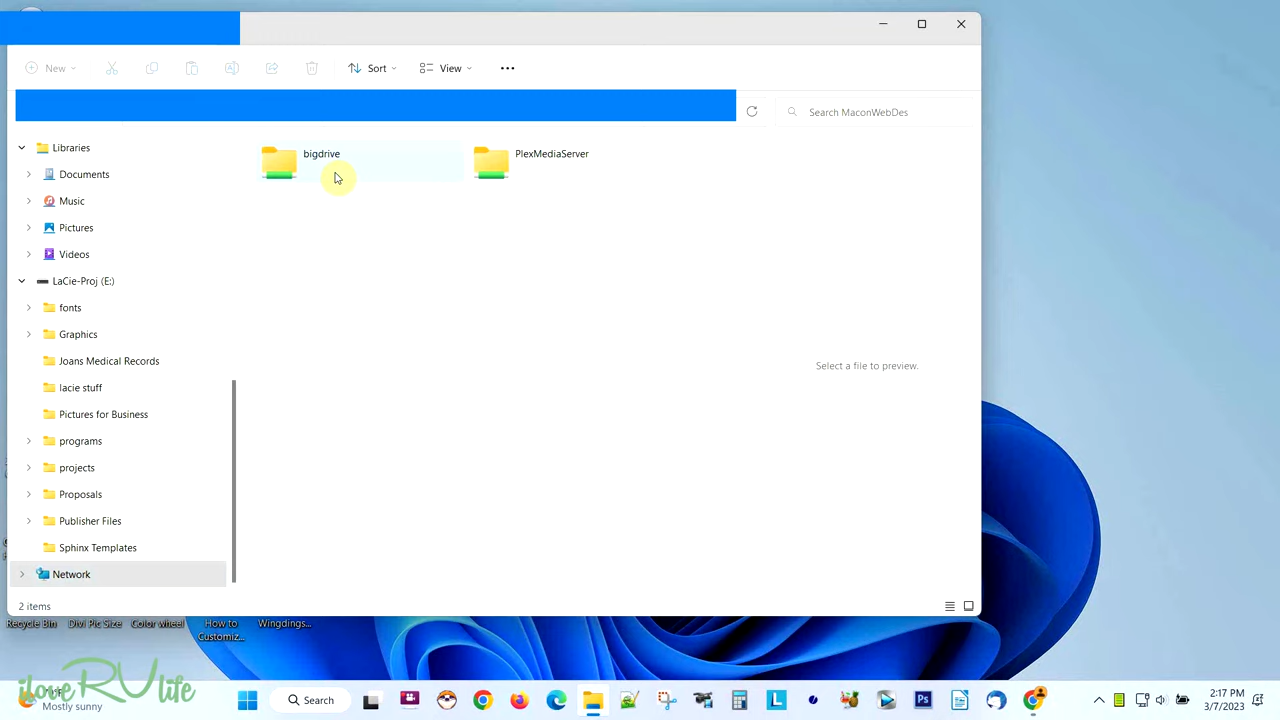 New
Sort
View
Search MaconWebDes
Libraries
Documents
Music
Pictures
Videos
LaCie-Proj (E:)
fonts
Graphics
Joans Medical Records
lacie stuff
Pictures for Business
programs
projects
Proposals
Publisher Files
Sphinx Templates
Network
bigdrive
PlexMediaServer
Select a file to preview.
2 items
Recycle Bin
Divi Pic Size
Color wheel
How to
Customiz...
Wingdings...
iloveRVlife
Mostly sunny
Search
L
Ps
2:17 PM
3/7/2023